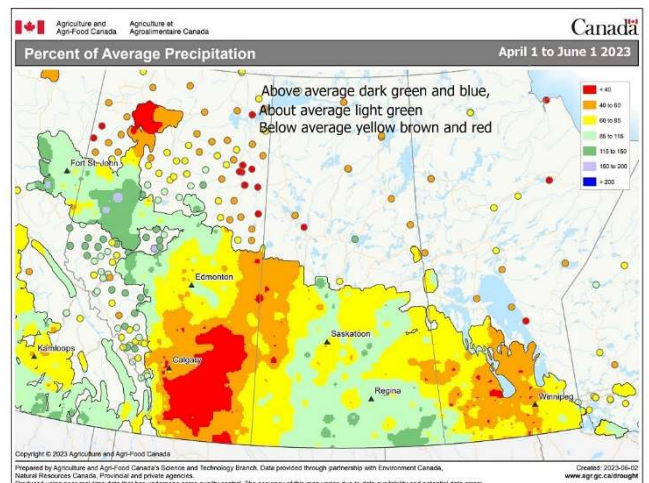 Agriculture and Agriculture et
Agri-Food Canada Agroalimentaire Canada
Canada
Percent of Average Precipitation April 1 to June 1 2023
Above average dark green and blue,
About average light green
Below average yellow brown and red
< 40
40 to 60
60 to 85
85 to 115
115 to 150
150 to 200
> 200
Fort St-John
Edmonton
Kamloops
Calgary
Saskatoon
Regina
Winnipeg
Copyright © 2023 Agriculture and Agri-Food Canada
Prepared by Agriculture and Agri-Food Canada's Science and Technology Branch. Data provided through partnership with Environment Canada, Created: 2023-06-02
Natural Resources Canada, Provincial and private agencies. www.agr.gc.ca/drought